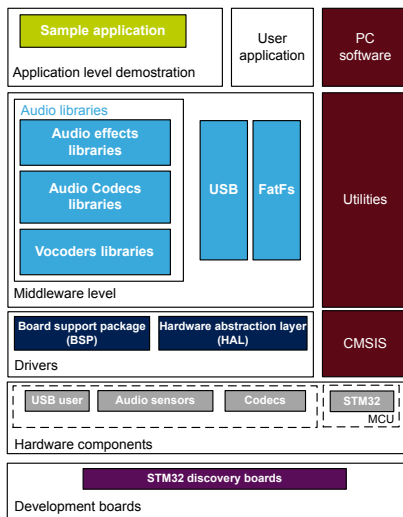 Sample application
Application level demostration
User
application
PC
software
Audio libraries
Audio effects
libraries
Audio Codecs
libraries
Vocoders libraries
USB
FatFs
Utilities
Middleware level
Board support package
(BSP)
Hardware abstraction layer
(HAL)
CMSIS
Drivers
USB user
Audio sensors
Codecs
STM32
MCU
Hardware components
STM32 discovery boards
Development boards